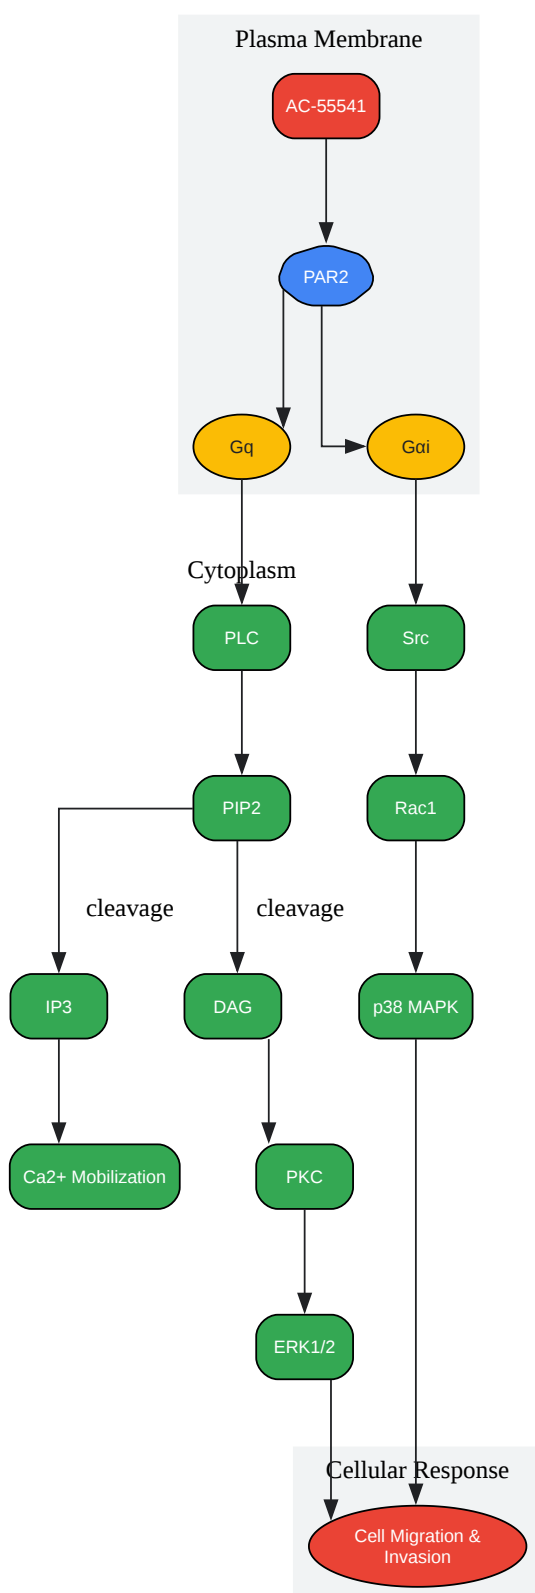 Plasma Membrane
AC-55541
PAR2
Gq
Gαi
Cytoplasm
PLC
Src
PIP2
Rac1
cleavage
cleavage
IP3
DAG
p38 MAPK
Ca2+ Mobilization
PKC
ERK1/2
Cellular Response
Cell Migration &
Invasion